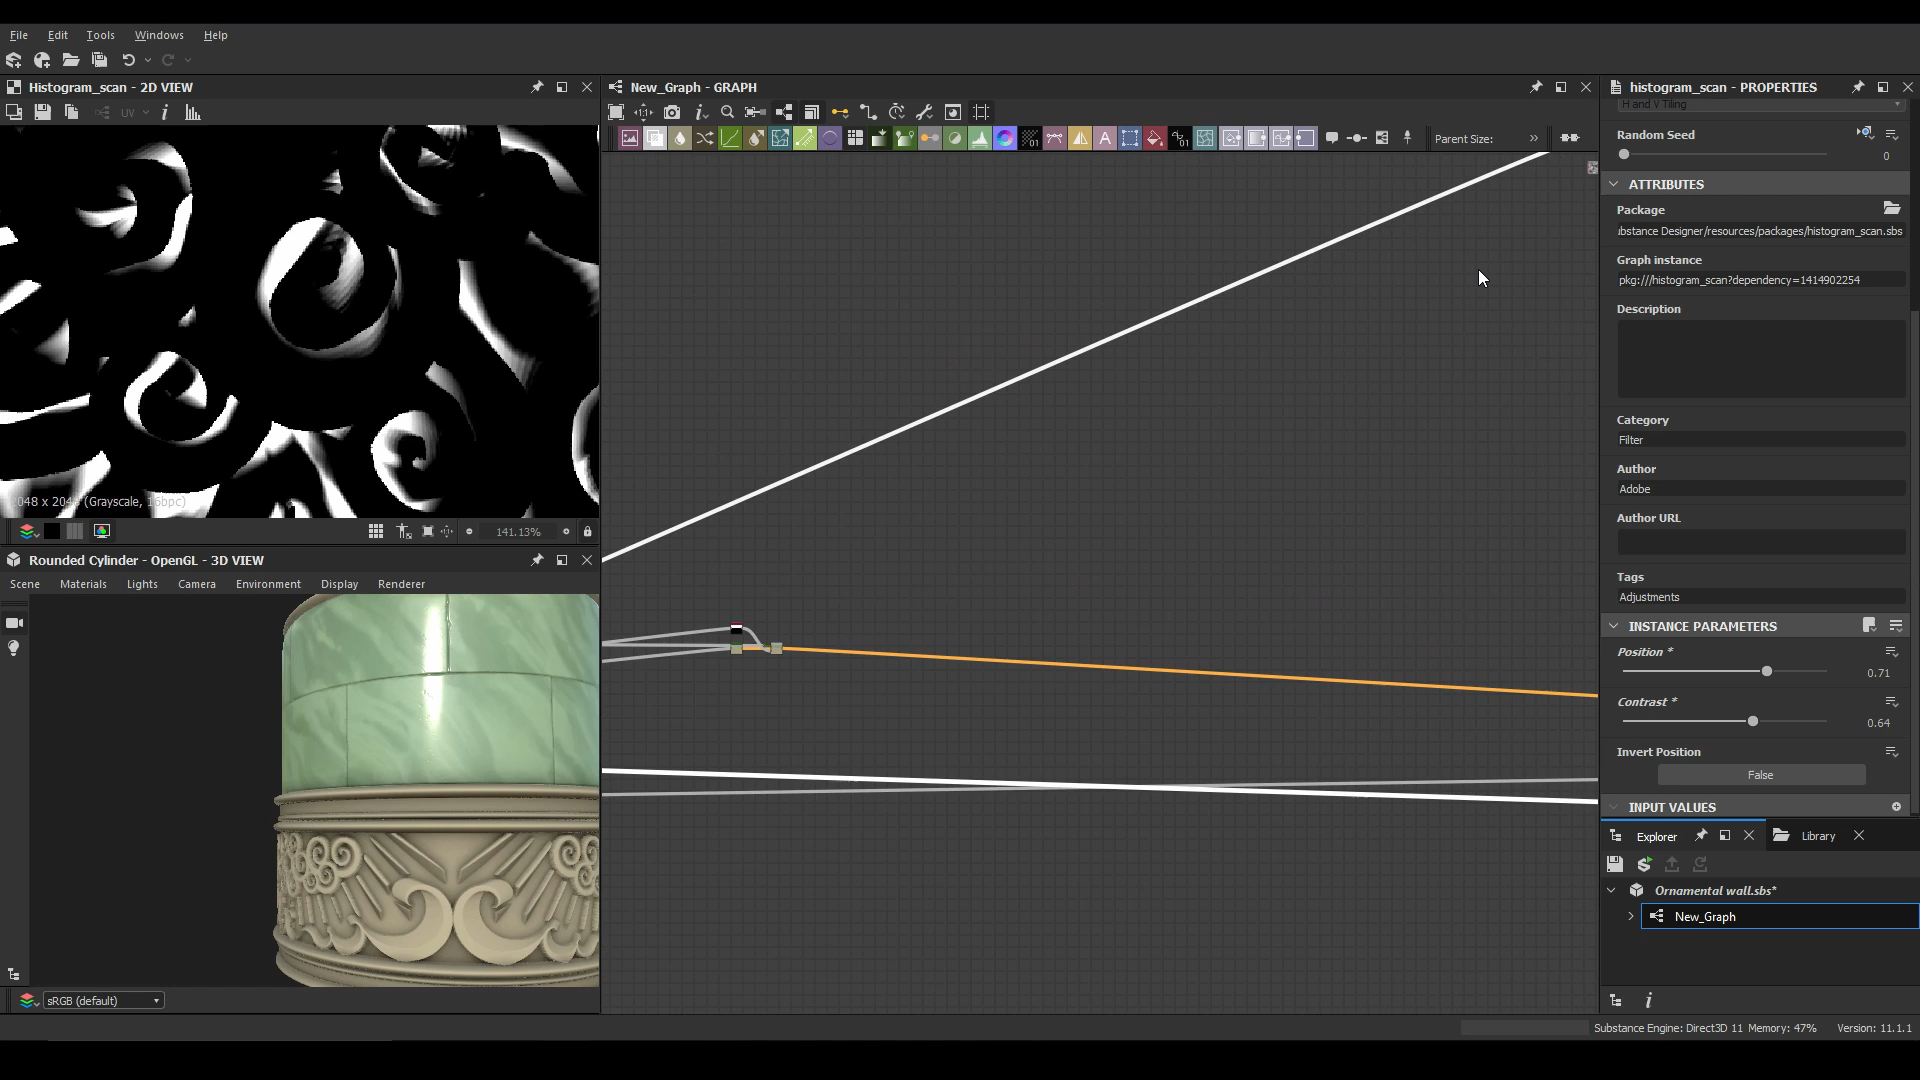 File Edit Tools Windows Help
Histogram_scan - 2D VIEW
UV
048 x 204 (Grayscale, 16bpc)
141.13%
Rounded Cylinder - OpenGL - 3D VIEW
Scene Materials Lights Camera Environment Display Renderer
sRGB (default)
New_Graph - GRAPH
Parent Size:
histogram_scan - PROPERTIES
H and V Tiling
Random Seed
0
ATTRIBUTES
Package
ubstance Designer/resources/packages/histogram_scan.sbs
Graph instance
pkg:///histogram_scan?dependency=1414902254
Description
Category
Filter
Author
Adobe
Author URL
Tags
Adjustments
INSTANCE PARAMETERS
Position *
0.71
Contrast *
0.64
Invert Position
False
INPUT VALUES
Explorer Library
Ornamental wall.sbs*
New_Graph
Substance Engine: Direct3D 11 Memory: 47% Version: 11.1.1